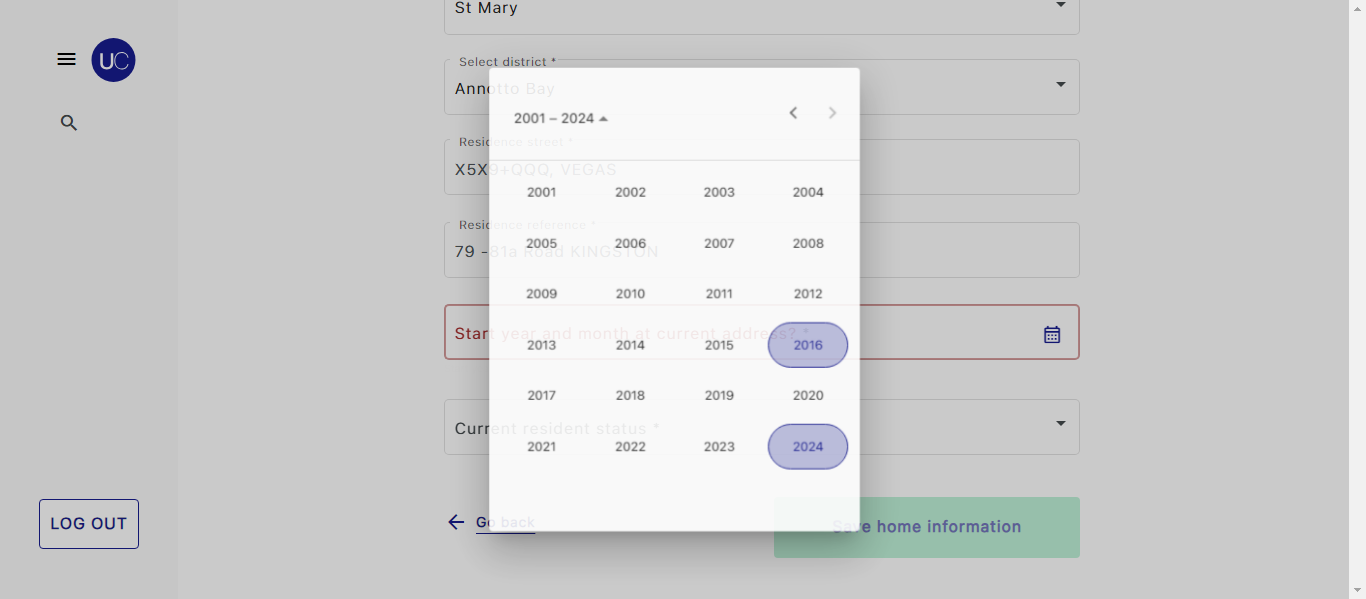 St Mary
UC
Select district *
Annotto Bay
2001 – 2024
Residence street *
X5X9+QQQ, VEGAS
2001 2002 2003 2004
Residence reference *
79 -81a Road KINGSTON
2005 2006 2007 2008
2009 2010 2011 2012
Start year and month at current address? *
2013 2014 2015 2016
2017 2018 2019 2020
Current resident status *
2021 2022 2023 2024
LOG OUT
Go back
Save home information